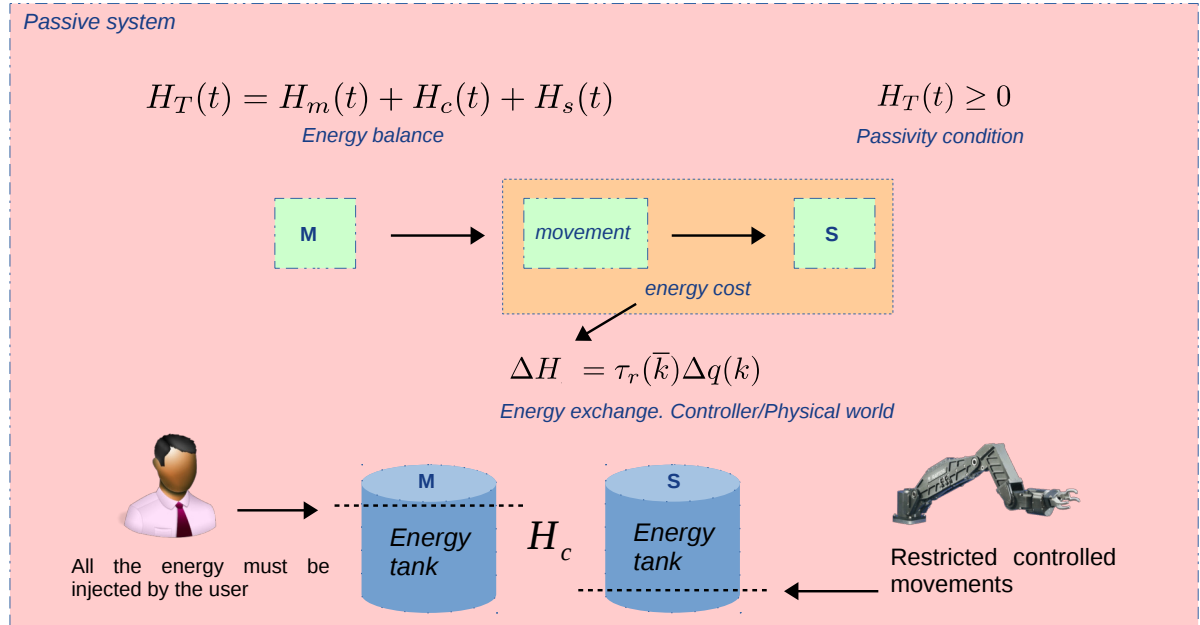 Passive system
H_T(t) = H_m(t) + H_c(t) + H_s(t)
H_T(t) ≥ 0
Energy balance
Passivity condition
M
movement
S
energy cost
ΔH = τ_r(k̅)Δq(k)
Energy exchange. Controller/Physical world
M
S
Energy
tank
H_c
Energy
tank
All the energy must be
injected by the user
Restricted controlled
movements